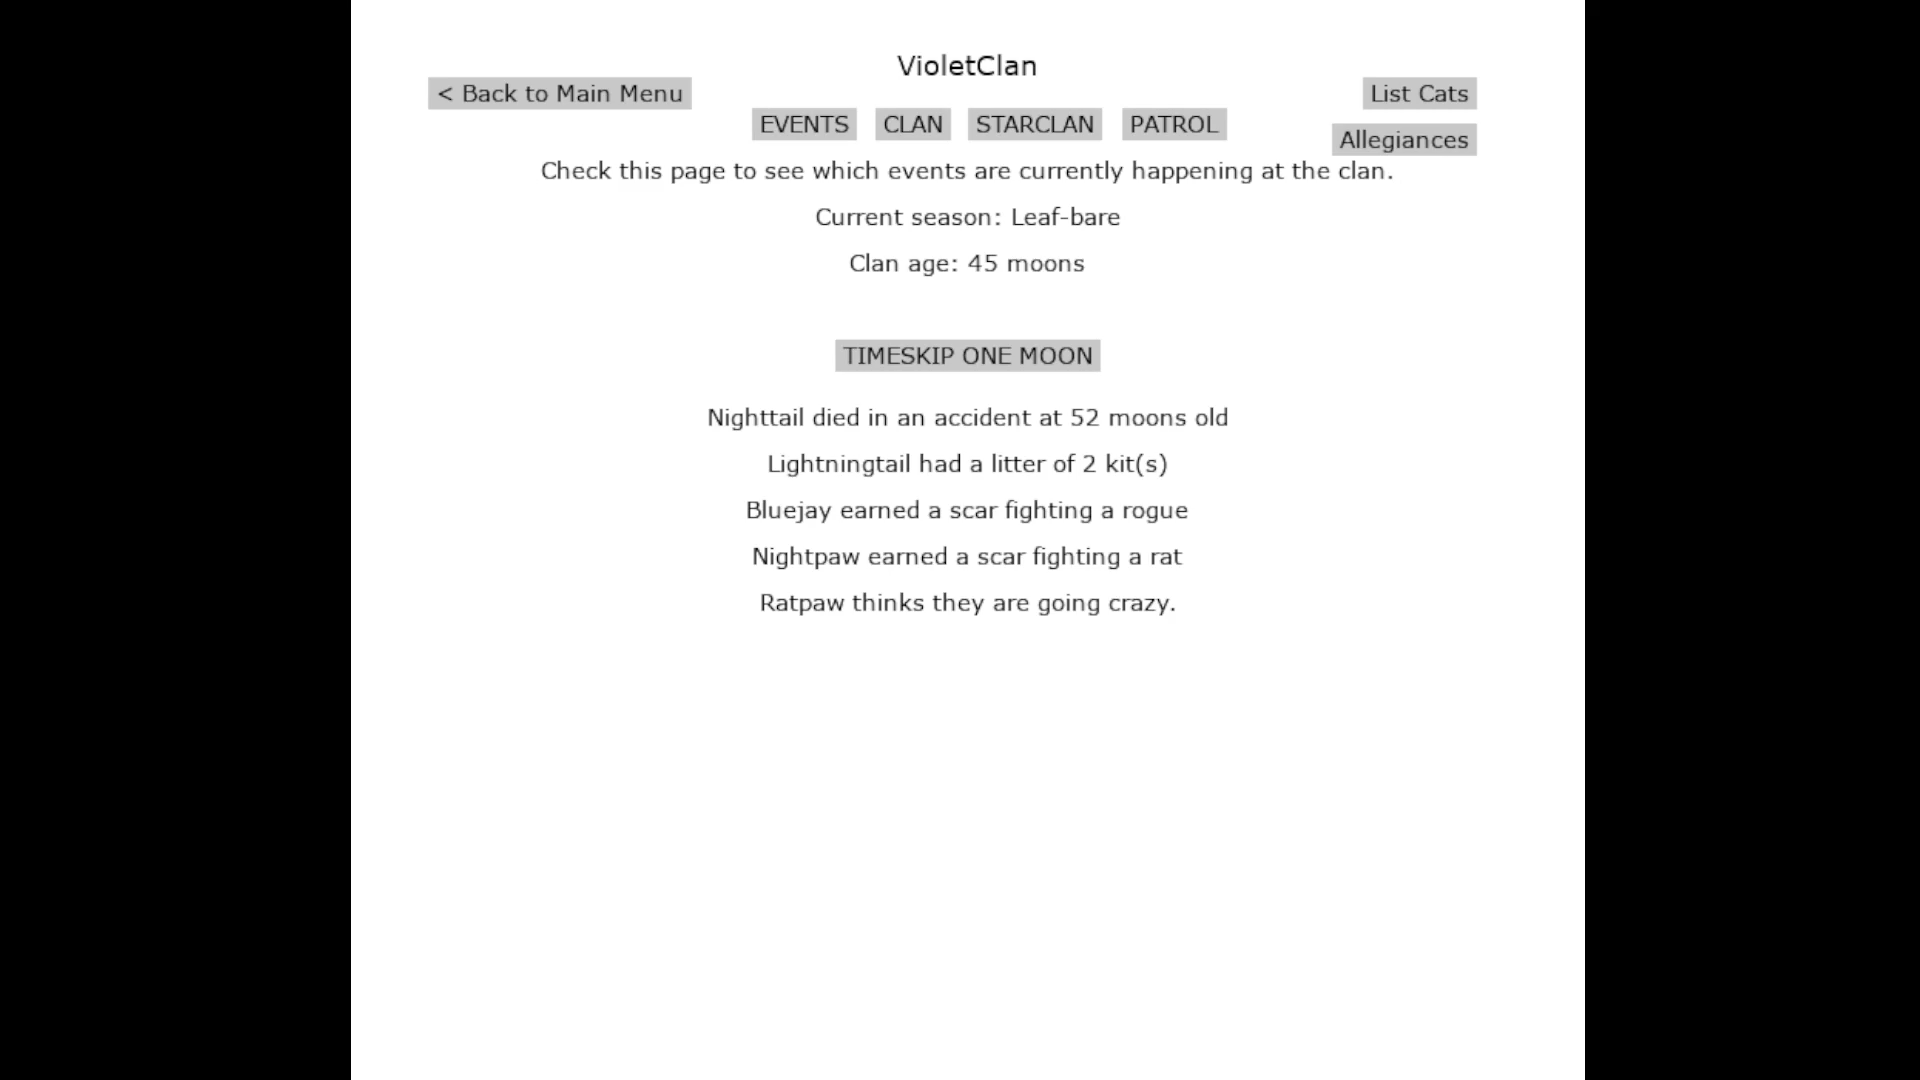 VioletClan
< Back to Main Menu
List Cats
EVENTS CLAN STARCLAN PATROL
Allegiances
Check this page to see which events are currently happening at the clan.
Current season: Leaf-bare
Clan age: 45 moons
TIMESKIP ONE MOON
Nighttail died in an accident at 52 moons old
Lightningtail had a litter of 2 kit(s)
Bluejay earned a scar fighting a rogue
Nightpaw earned a scar fighting a rat
Ratpaw thinks they are going crazy.